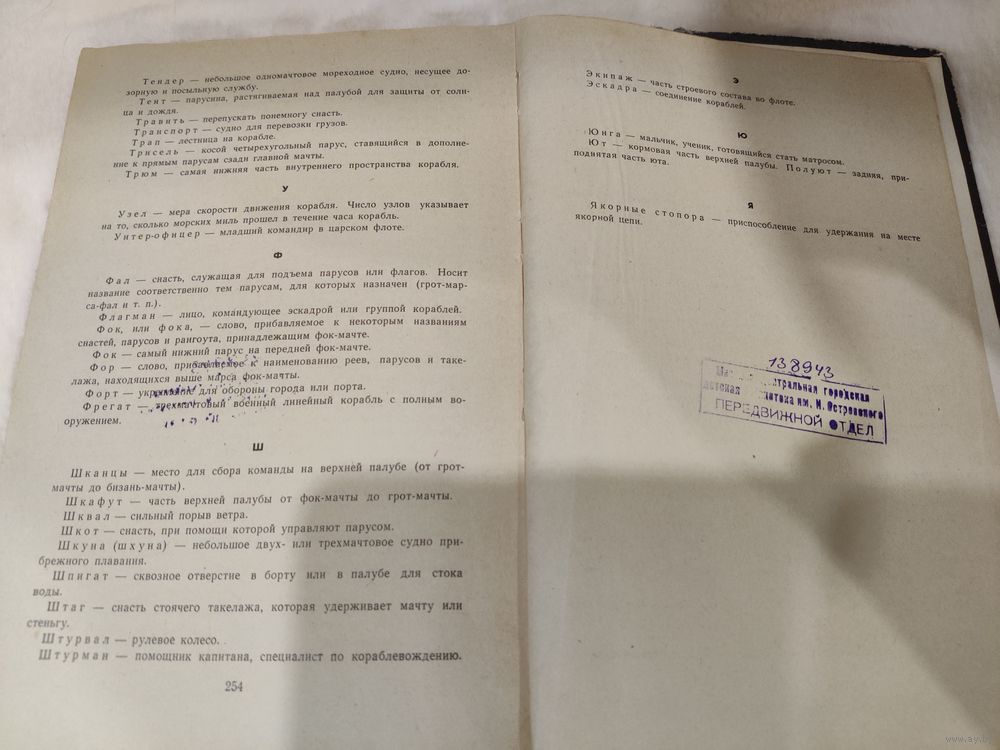 Тендер — небольшое одномачтовое мореходное судно, несущее до-
зорную и посыльную службу.
Тент — парусина, растягиваемая над палубой для защиты от солн-
ца и дождя.
Травить — перепускать понемногу снасть.
Транспорт — судно для перевозки грузов.
Трап — лестница на корабле.
Трисель — косой четырехугольный парус, ставящийся в дополне-
ние к прямым парусам сзади главной мачты.
Трюм — самая нижняя часть внутреннего пространства корабля.
У
Узел — мера скорости движения корабля. Число узлов указывает
на то, сколько морских миль прошел в течение часа корабль.
Унтер-офицер — младший командир в царском флоте.
Ф
Фал — снасть, служащая для подъема парусов или флагов. Носит
название соответственно тем парусам, для которых назначен (грот-мар-
са-фал и т. п.).
Флагман — лицо, командующее эскадрой или группой кораблей.
Фок, или фока, — слово, прибавляемое к некоторым названиям
снастей, парусов и рангоута, принадлежащим фок-мачте.
Фок — самый нижний парус на передней фок-мачте.
Фор — слово, прибавляемое к наименованию реев, парусов и таке-
лажа, находящихся выше марса фок-мачты.
Форт — укрепление для обороны города или порта.
Фрегат — трехмачтовый военный линейный корабль с полным во-
оружением.
Ш
Шканцы — место для сбора команды на верхней палубе (от грот-
мачты до бизань-мачты).
Шкафут — часть верхней палубы от фок-мачты до грот-мачты.
Шквал — сильный порыв ветра.
Шкот — снасть, при помощи которой управляют парусом.
Шкуна (шхуна) — небольшое двух- или трехмачтовое судно при-
брежного плавания.
Шпигат — сквозное отверстие в борту или в палубе для стока
воды.
Штаг — снасть стоячего такелажа, которая удерживает мачту или
стеньгу.
Штурвал — рулевое колесо.
Штурман — помощник капитана, специалист по кораблевождению.
254
Э
Экипаж — часть строевого состава во флоте.
Эскадра — соединение кораблей.
Ю
Юнга — мальчик, ученик, готовящийся стать матросом.
Ют — кормовая часть верхней палубы. Полуют — задняя, при-
поднятая часть юта.
Я
Якорные стопора — приспособление для удержания на месте
якорной цепи.
138943
городская
им. Н. Островского
ПЕРЕДВИЖНОЙ ОТДЕЛ